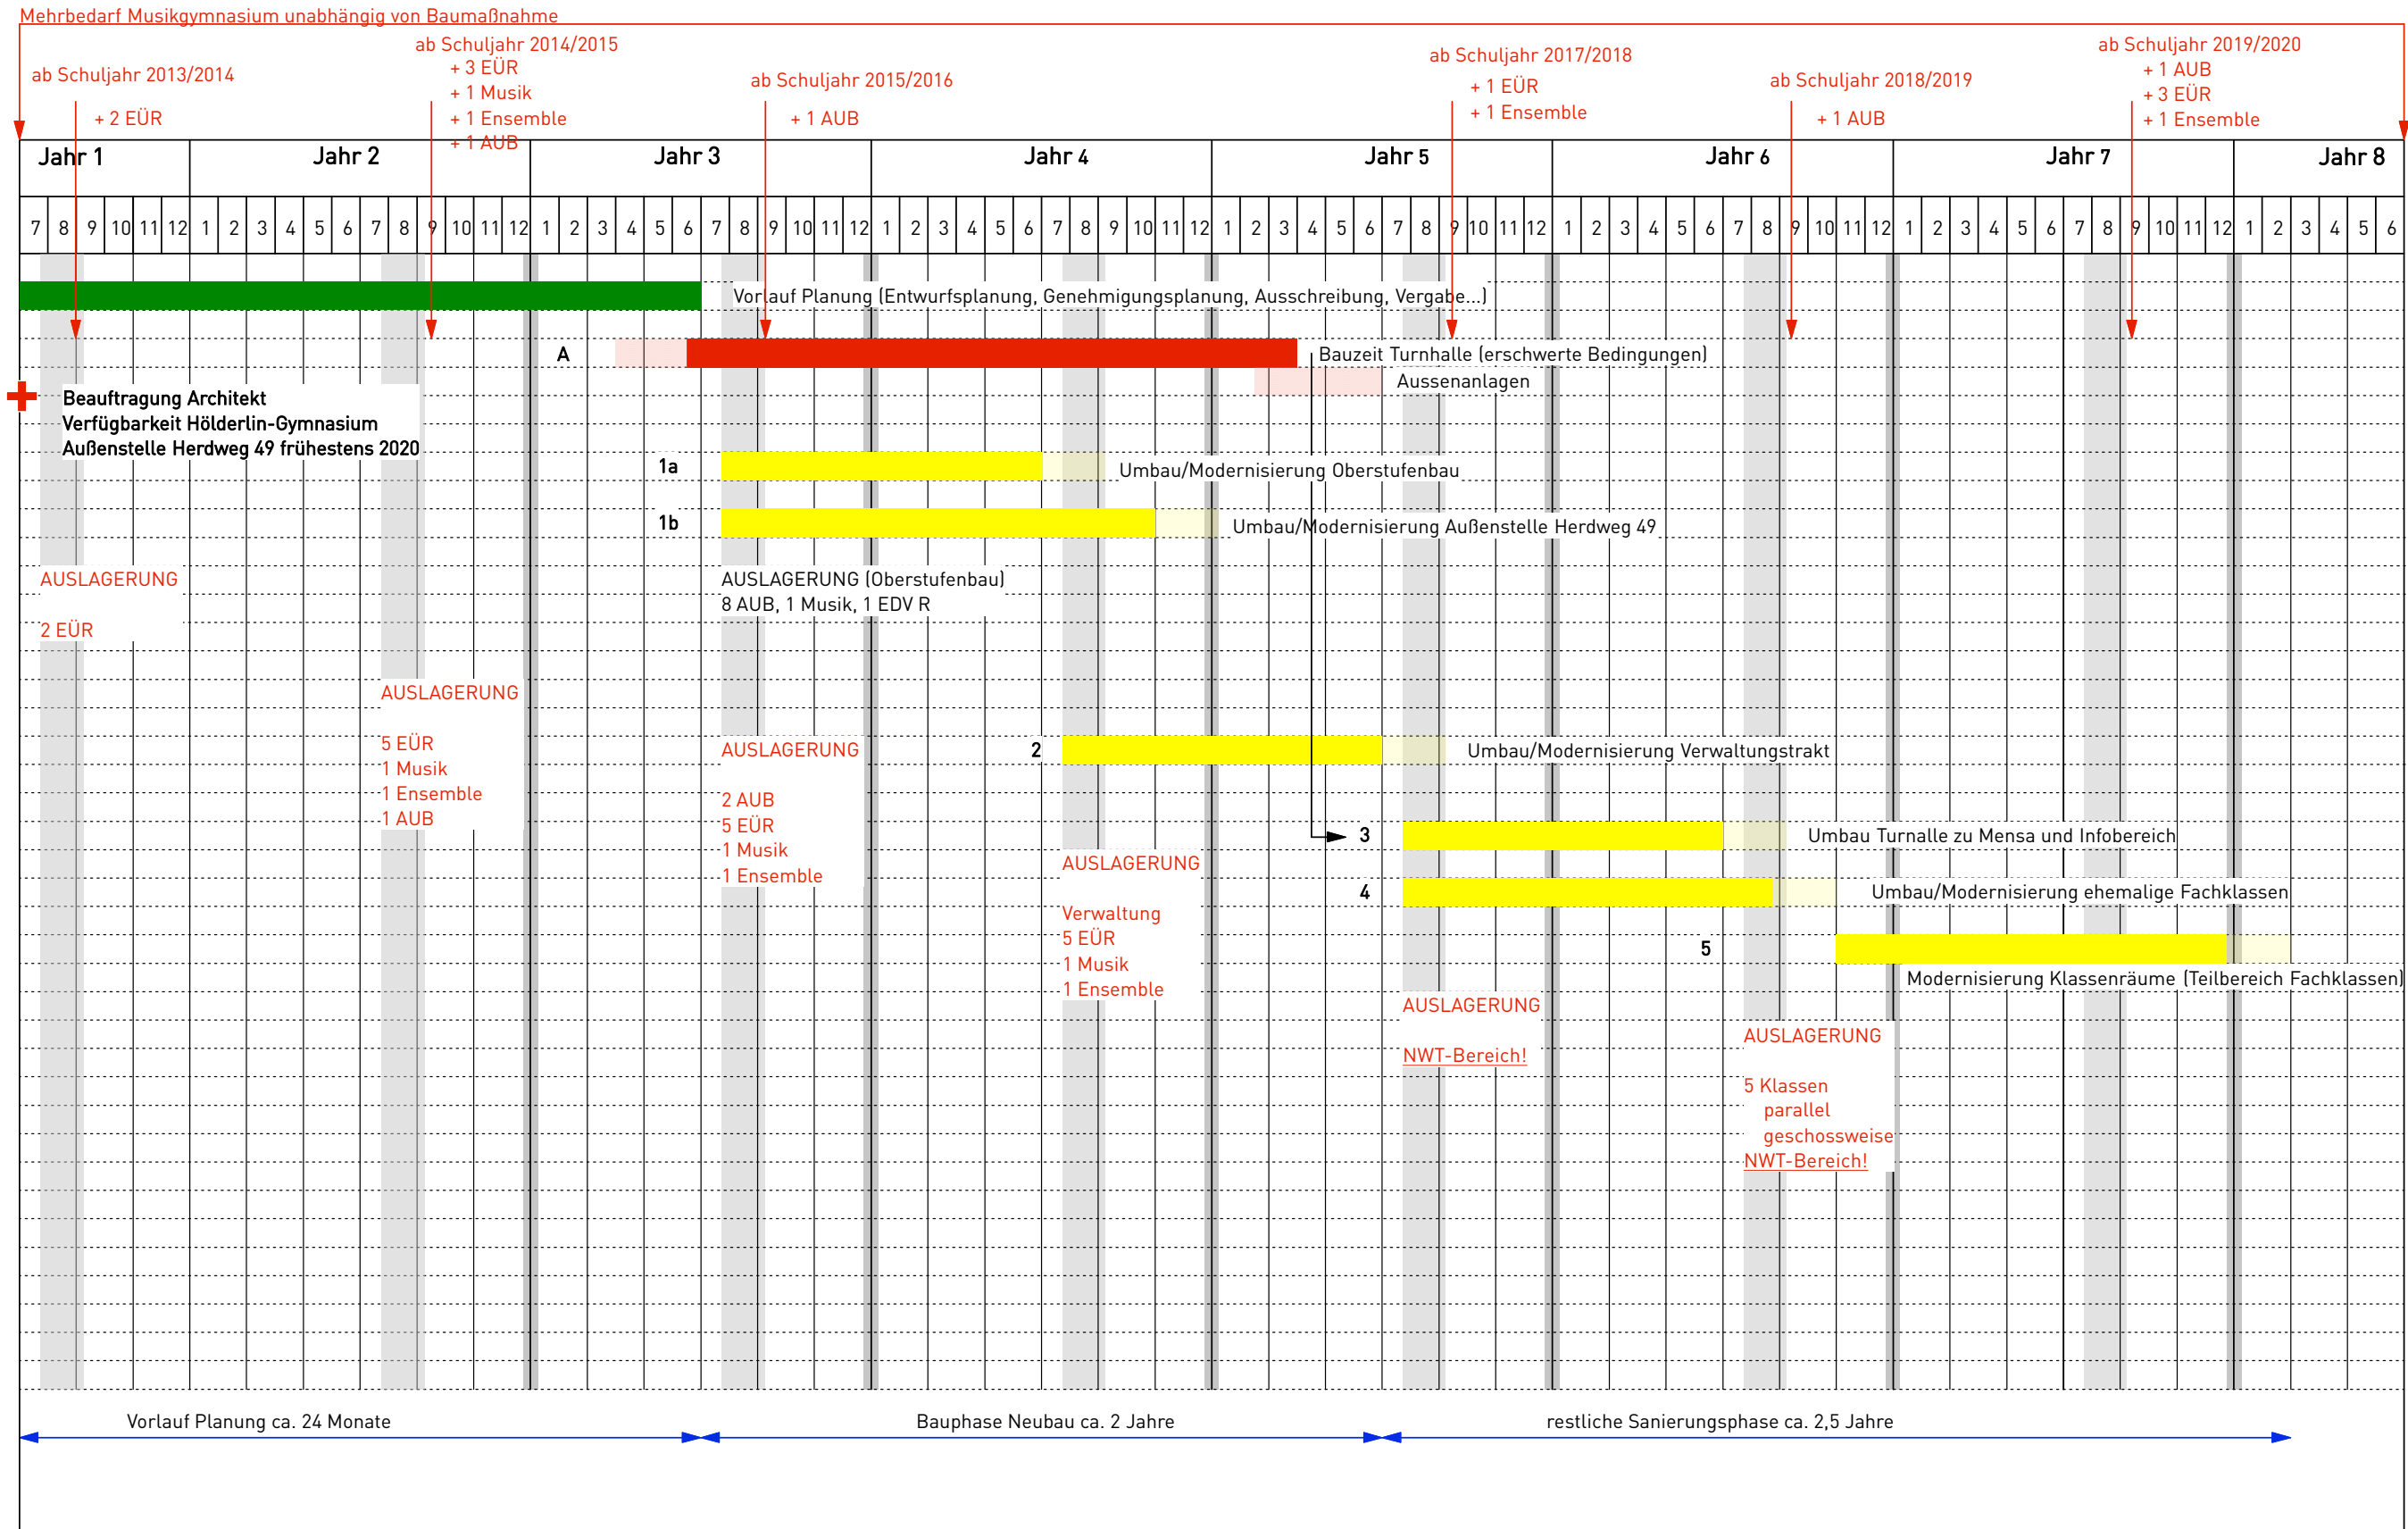 Mehrbedarf Musikgymnasium unabhängig von Baumaßnahme
ab Schuljahr 2013/2014
+ 2 EÜR
ab Schuljahr 2014/2015
+ 3 EÜR
+ 1 Musik
+ 1 Ensemble
+ 1 AUB
ab Schuljahr 2015/2016
+ 1 AUB
ab Schuljahr 2017/2018
+ 1 EÜR
+ 1 Ensemble
ab Schuljahr 2018/2019
+ 1 AUB
ab Schuljahr 2019/2020
+ 1 AUB
+ 3 EÜR
+ 1 Ensemble
Jahr 1 Jahr 2 Jahr 3 Jahr 4 Jahr 5 Jahr 6 Jahr 7 Jahr 8
7 8 9 10 11 12 1 2 3 4 5 6 7 8 9 10 11 12 1 2 3 4 5 6 7 8 9 10 11 12 1 2 3 4 5 6 7 8 9 10 11 12 1 2 3 4 5 6 7 8 9 10 11 12 1 2 3 4 5 6 7 8 9 10 11 12 1 2 3 4 5 6 7 8 9 10 11 12 1 2 3 4 5 6
Vorlauf Planung (Entwurfsplanung, Genehmigungsplanung, Ausschreibung, Vergabe...)
A
Bauzeit Turnhalle (erschwerte Bedingungen)
Aussenanlagen
Beauftragung Architekt
Verfügbarkeit Hölderlin-Gymnasium
Außenstelle Herdweg 49 frühestens 2020
1a
Umbau/Modernisierung Oberstufenbau
1b
Umbau/Modernisierung Außenstelle Herdweg 49
AUSLAGERUNG
2 EÜR
AUSLAGERUNG (Oberstufenbau)
8 AUB, 1 Musik, 1 EDV R
AUSLAGERUNG
5 EÜR
1 Musik
1 Ensemble
1 AUB
AUSLAGERUNG
2 AUB
5 EÜR
1 Musik
1 Ensemble
2
Umbau/Modernisierung Verwaltungstrakt
3
Umbau Turnalle zu Mensa und Infobereich
AUSLAGERUNG
Verwaltung
5 EÜR
1 Musik
1 Ensemble
4
Umbau/Modernisierung ehemalige Fachklassen
5
Modernisierung Klassenräume (Teilbereich Fachklassen)
AUSLAGERUNG
NWT-Bereich!
AUSLAGERUNG
5 Klassen
parallel
geschossweise
NWT-Bereich!
Vorlauf Planung ca. 24 Monate
Bauphase Neubau ca. 2 Jahre
restliche Sanierungsphase ca. 2,5 Jahre